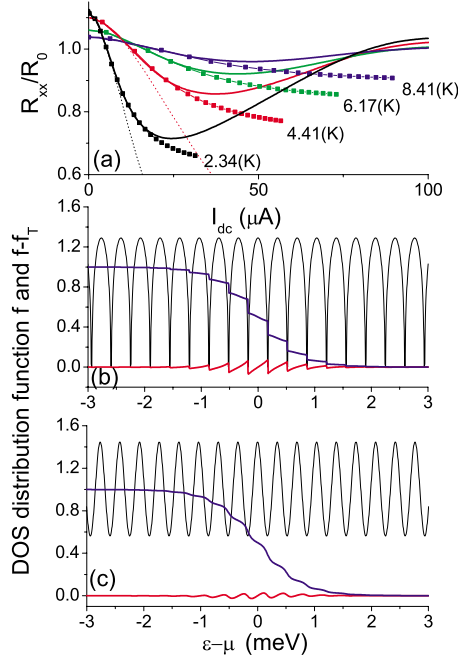 1.2
1.0
0.8
0.6
R_xx/R_0
8.41(K)
6.17(K)
4.41(K)
2.34(K)
(a)
0
50
100
I_dc (μA)
1.6
1.2
0.8
0.4
0.0
(b)
-3
-2
-1
0
1
2
3
DOS distribution function f and f-f_T
1.6
1.2
0.8
0.4
0.0
(c)
-3
-2
-1
0
1
2
3
ε-μ (meV)